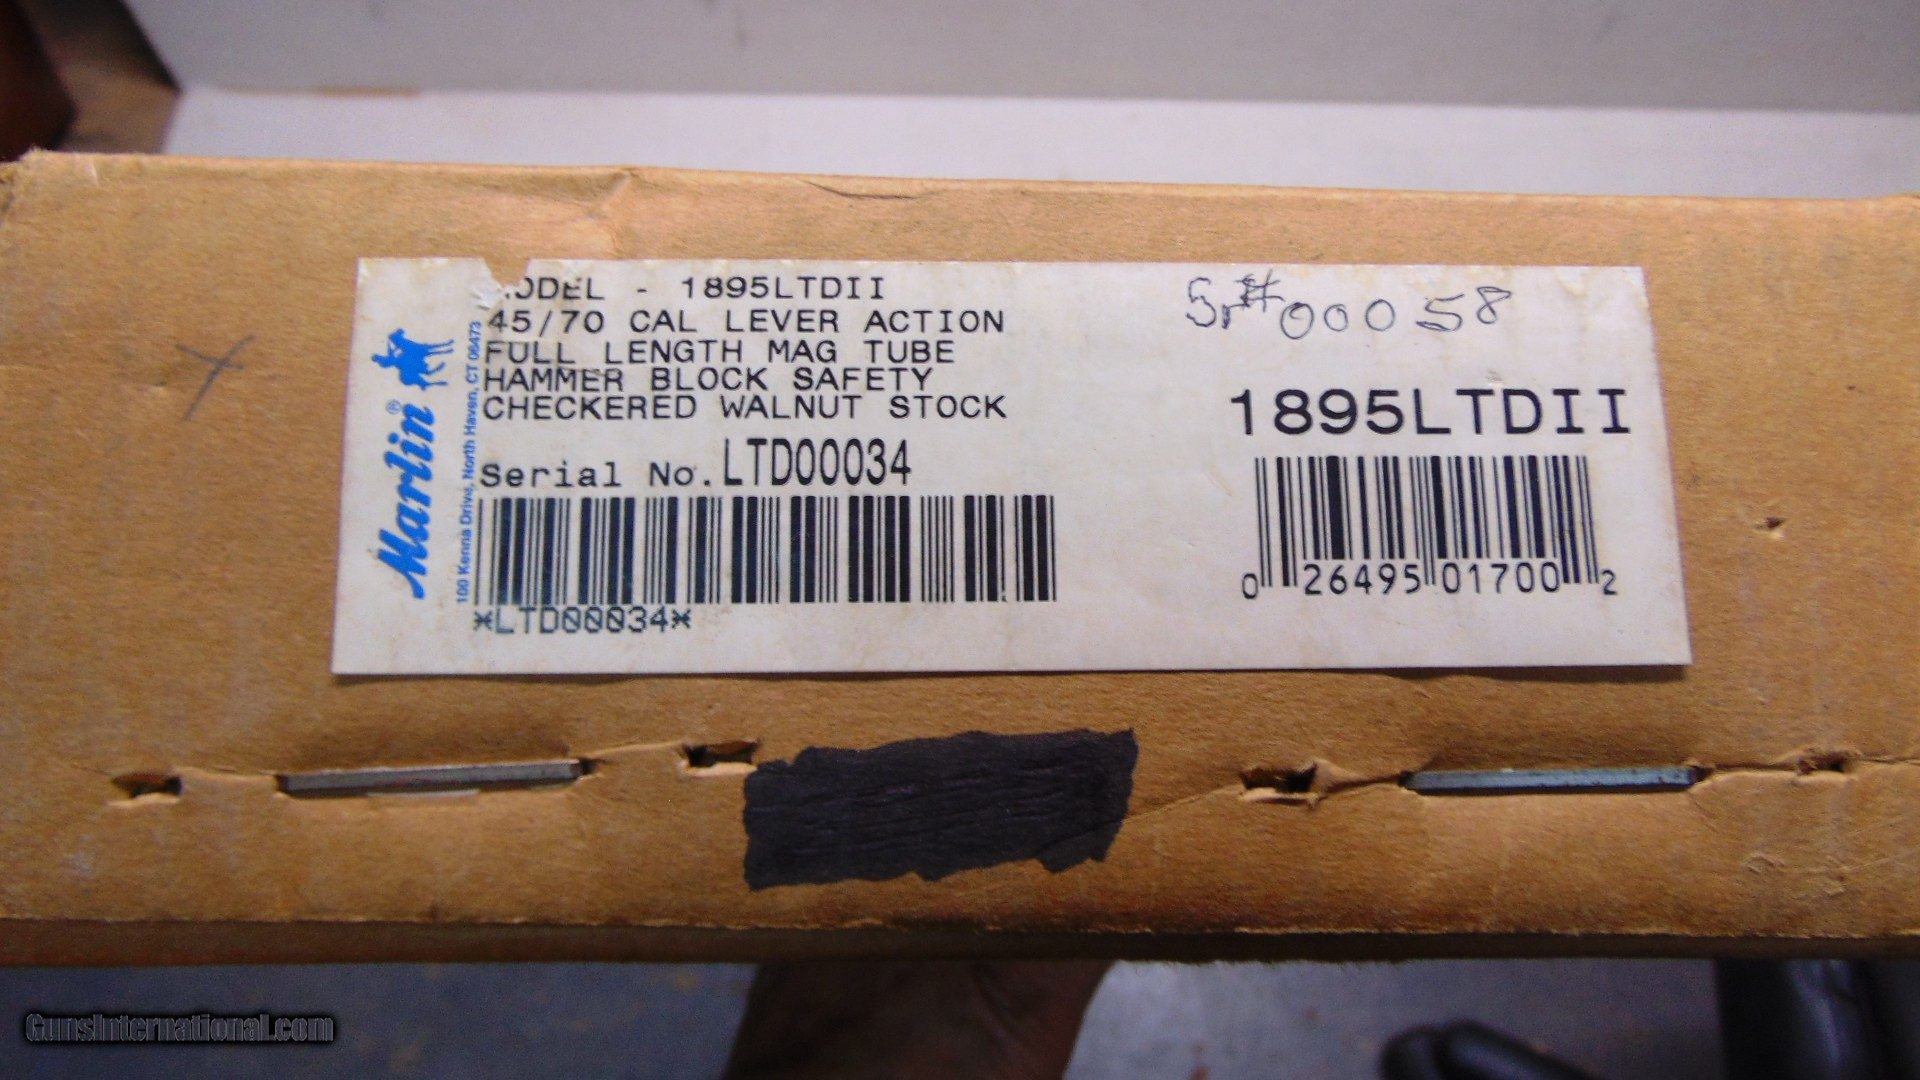 MODEL - 1895LTDII
45/70 CAL LEVER ACTION
FULL LENGTH MAG TUBE
HAMMER BLOCK SAFETY
CHECKERED WALNUT STOCK
Serial No. LTD00034
*LTD00034*
Marlin®
100 Kenna Drive, North Haven, CT 06473
S.# 00058
1895LTDII
0 26495 01700 2
GunsInternational.com